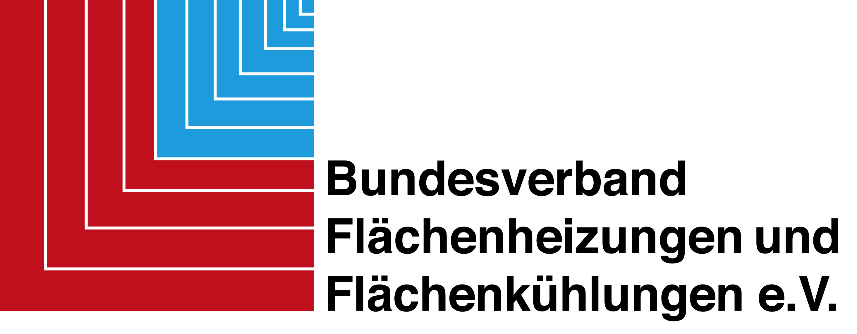 Bundesverband
Flächenheizungen und
Flächenkühlungen e.V.